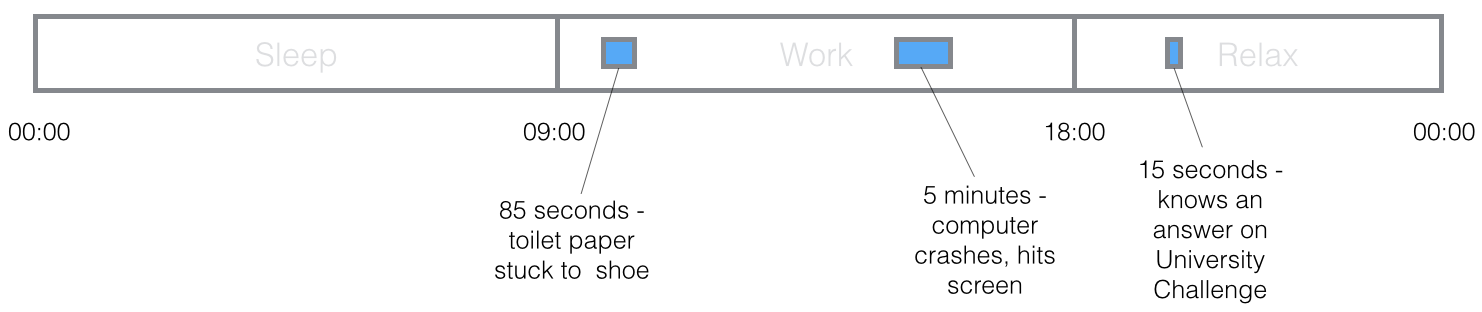 Sleep
Work
Relax
00:00
09:00
18:00
00:00
85 seconds -
toilet paper
stuck to  shoe
5 minutes -
computer
crashes, hits
screen
15 seconds -
knows an
answer on
University
Challenge